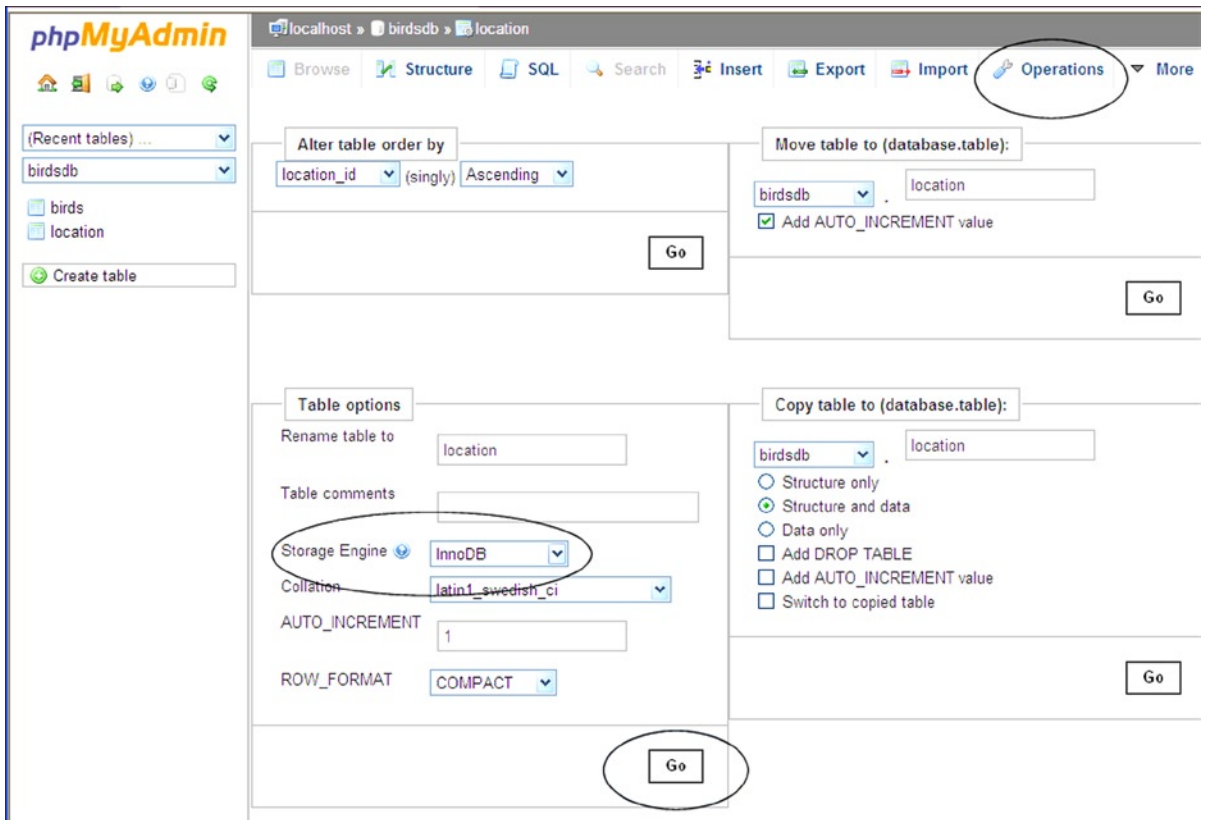 phpMyAdmin
localhost » birdsdb » location
Browse Structure SQL Search Insert Export Import Operations More
(Recent tables) ...
birdsdb
birds
location
Create table
Alter table order by
location_id (singly) Ascending
Go
Move table to (database.table):
birdsdb . location
Add AUTO_INCREMENT value
Go
Table options
Rename table to location
Table comments
Storage Engine InnoDB
Collation latin1_swedish_ci
AUTO_INCREMENT 1
ROW_FORMAT COMPACT
Go
Copy table to (database.table):
birdsdb . location
Structure only
Structure and data
Data only
Add DROP TABLE
Add AUTO_INCREMENT value
Switch to copied table
Go